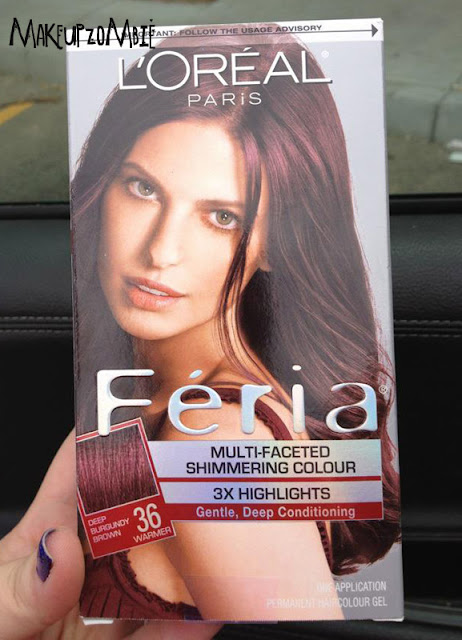 MAKEUPZOMBIE
IMPORTANT: FOLLOW THE USAGE ADVISORY
L'ORÉAL
PARIS
Féria®
MULTI-FACETED
SHIMMERING COLOUR
3X HIGHLIGHTS
Gentle, Deep Conditioning
DEEP
BURGUNDY
BROWN
36
WARMER
ONE APPLICATION
PERMANENT HAIRCOLOUR GEL